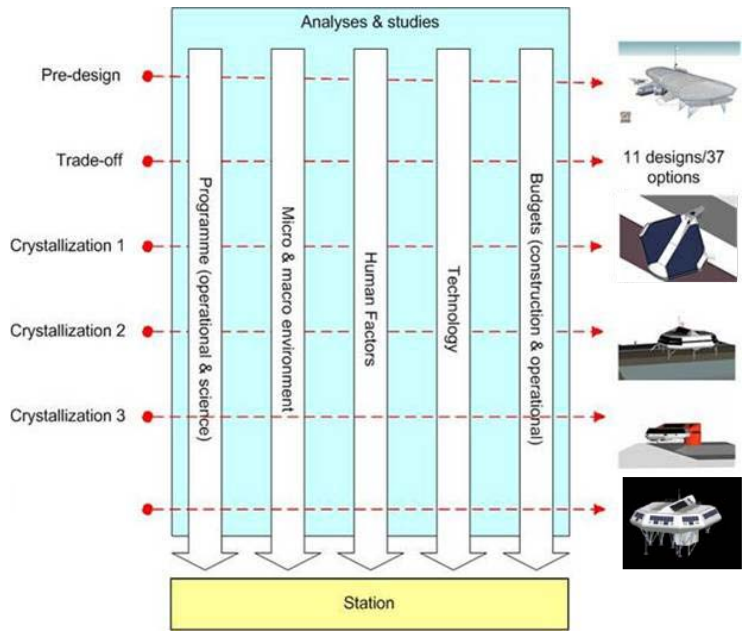 Analyses & studies
Pre-design
Trade-off
11 designs/37
options
Crystallization 1
Crystallization 2
Crystallization 3
Programme (operational & science)
Micro & macro environment
Human Factors
Technology
Budgets (construction & operational)
Station